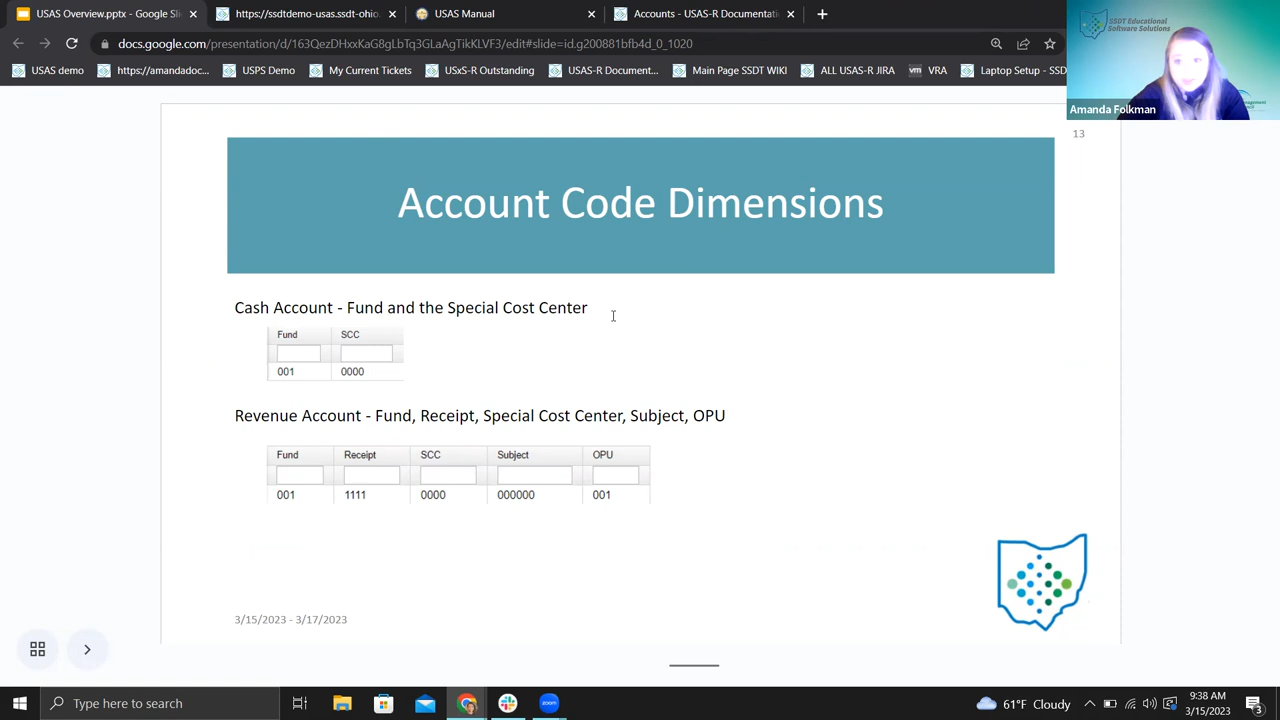 USAS Overview.pptx - Google Sli
https://ssdtdemo-usas.ssdt-ohio.
USAS Manual
Accounts - USAS-R Documentati
docs.google.com/presentation/d/163QezDHxxKaG8gLbTq3GLaAgTikKLVF3/edit#slide=id.g200881bfb4d_0_1020
USAS demo
https://amandadoc...
USPS Demo
My Current Tickets
USxS-R Outstanding
USAS-R Document...
Main Page SSDT WIKI
ALL USAS-R JIRA
vm VRA
Laptop Setup - SSD
SSDT Educational
Software Solutions
Amanda Folkman
13
Account Code Dimensions
Cash Account - Fund and the Special Cost Center
Fund SCC
001 0000
Revenue Account - Fund, Receipt, Special Cost Center, Subject, OPU
Fund Receipt SCC Subject OPU
001 1111 0000 000000 001
3/15/2023 - 3/17/2023
Type here to search
zoom
61°F Cloudy
9:38 AM
3/15/2023
3